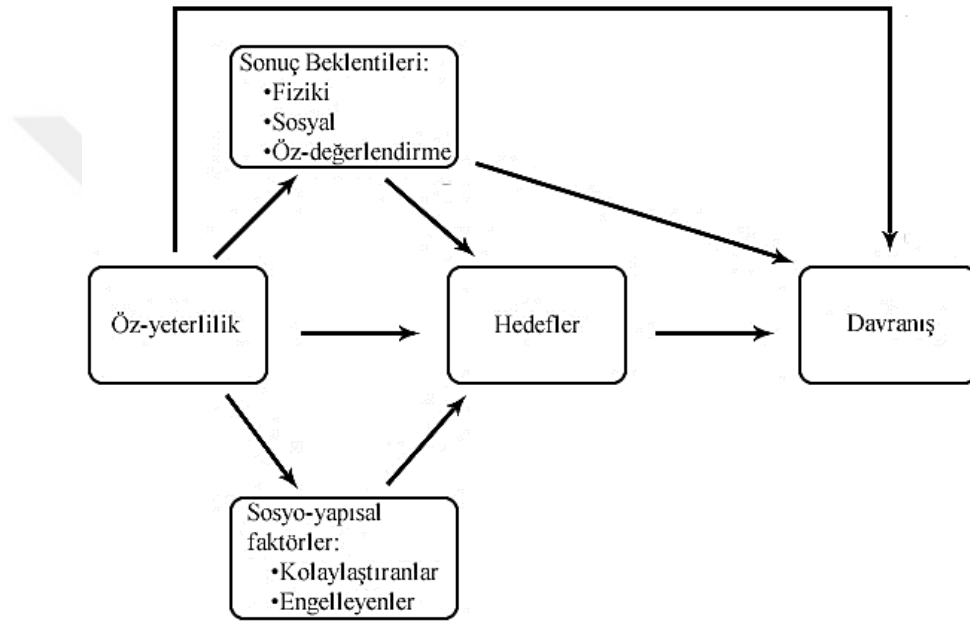 Sonuç Beklentileri:
•Fiziki
•Sosyal
•Öz-değerlendirme
Öz-yeterlilik
Hedefler
Davranış
Sosyo-yapısal
faktörler:
•Kolaylaştıranlar
•Engelleyenler